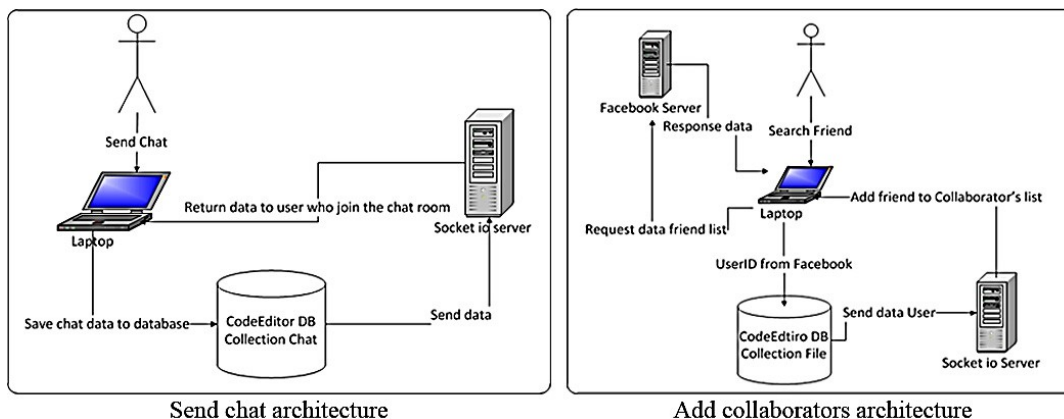 Send Chat
Laptop
Return data to user who join the chat room
Socket io server
Save chat data to database
CodeEditor DB
Collection Chat
Send data
Send chat architecture
Facebook Server
Response data
Search Friend
Laptop
Add friend to Collaborator's list
Request data friend list
UserID from Facebook
CodeEdtiro DB
Collection File
Send data User
Socket io Server
Add collaborators architecture